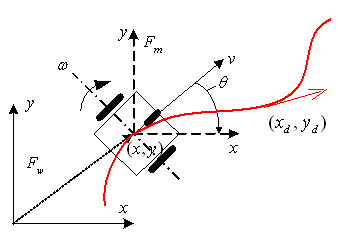 y
F_m
v
ω
θ
y
(x, y)
x
(x_d, y_d)
F_w
x